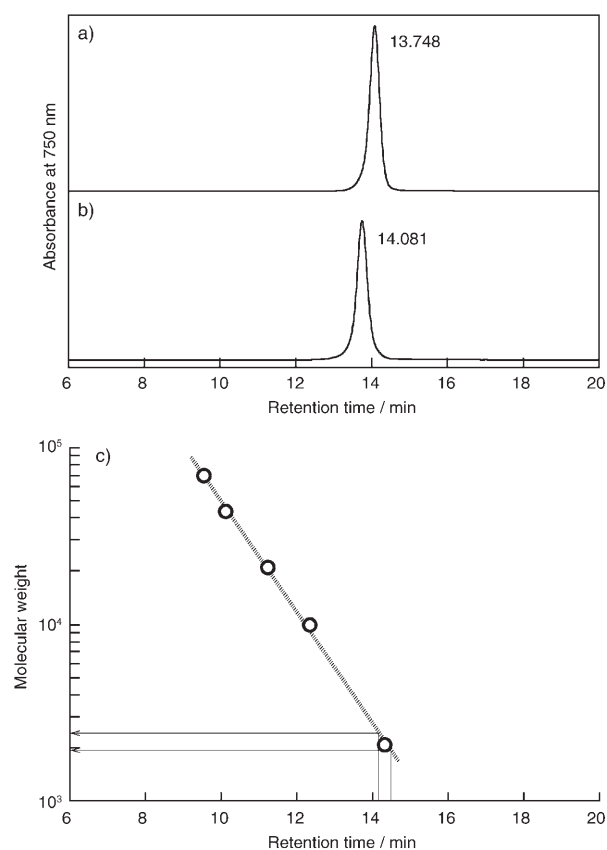 a)
13.748
b)
14.081
Absorbance at 750 nm
6 8 10 12 14 16 18 20
Retention time / min
c)
10⁵
10⁴
10³
Molecular weight
6 8 10 12 14 16 18 20
Retention time / min